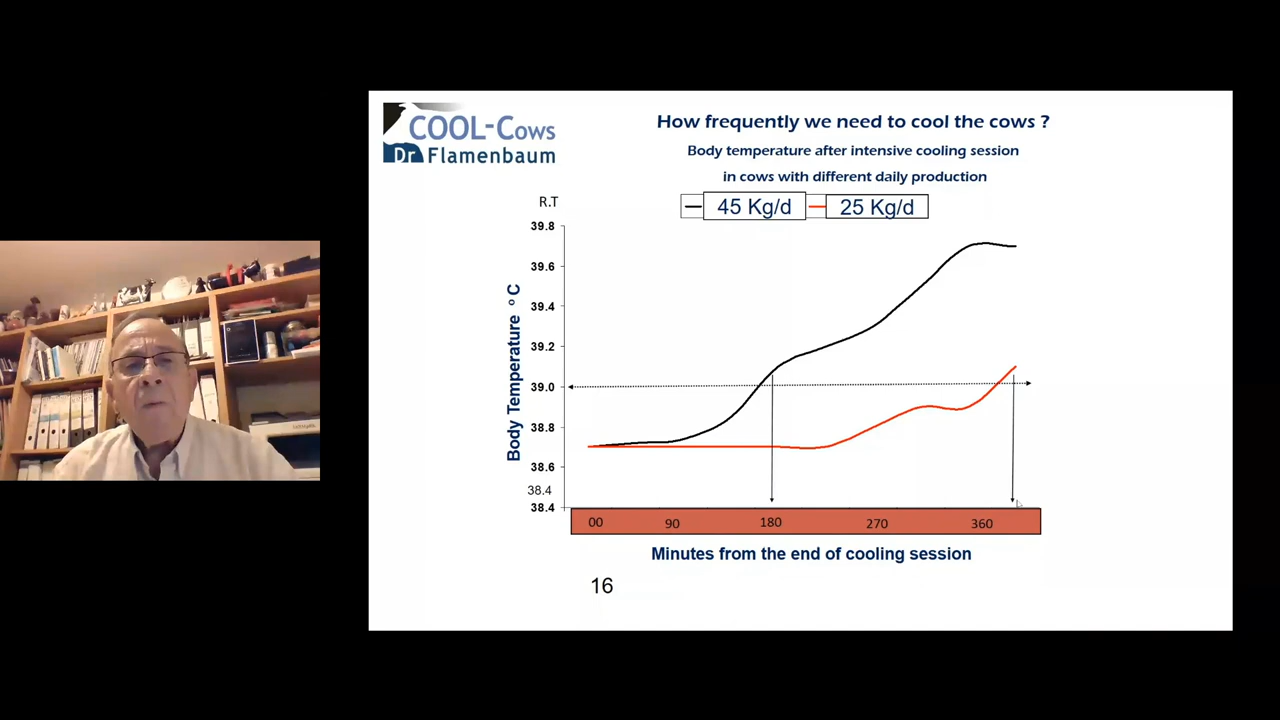 COOL-Cows
Dr Flamenbaum
How frequently we need to cool the cows ?
Body temperature after intensive cooling session
in cows with different daily production
45 Kg/d
25 Kg/d
R.T
39.8
39.6
39.4
39.2
39.0
38.8
38.6
38.4
38.4
Body Temperature º C
00 90 180 270 360
Minutes from the end of cooling session
16